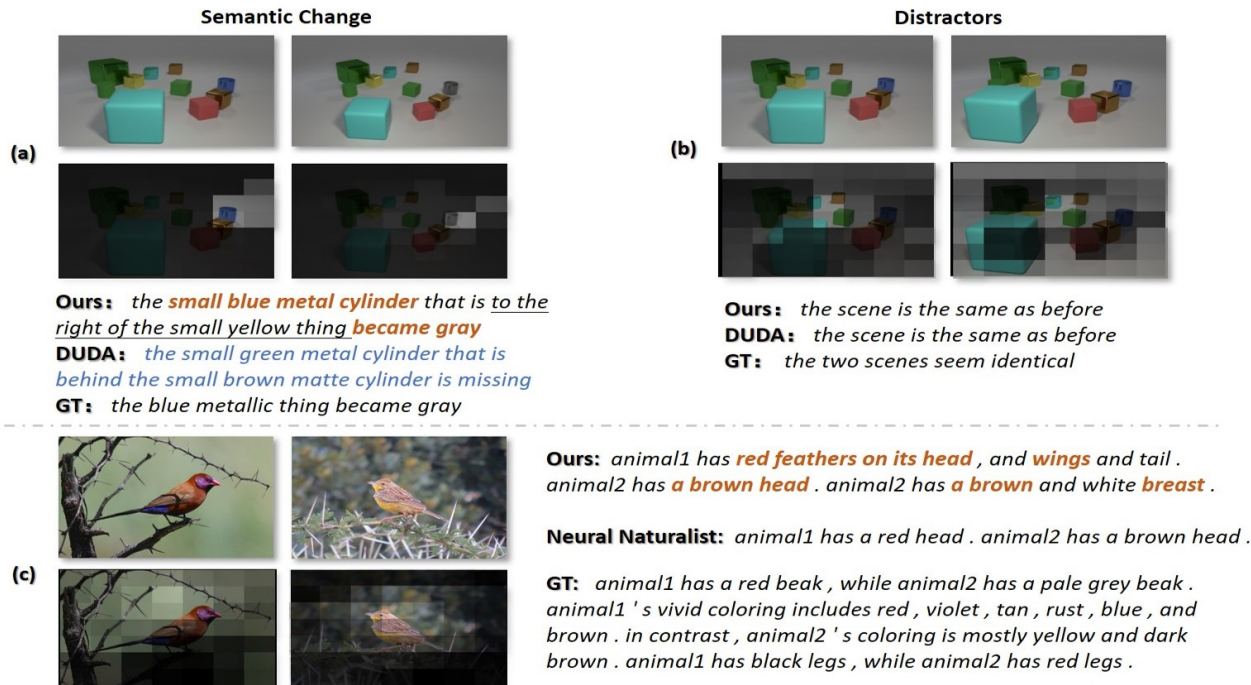 Semantic Change
Distractors
(a)
(b)
Ours： the small blue metal cylinder that is to the
right of the small yellow thing became gray
DUDA： the small green metal cylinder that is
behind the small brown matte cylinder is missing
GT： the blue metallic thing became gray
Ours： the scene is the same as before
DUDA： the scene is the same as before
GT： the two scenes seem identical
(c)
Ours: animal1 has red feathers on its head , and wings and tail .
animal2 has a brown head . animal2 has a brown and white breast .
Neural Naturalist: animal1 has a red head . animal2 has a brown head .
GT: animal1 has a red beak , while animal2 has a pale grey beak .
animal1 ' s vivid coloring includes red , violet , tan , rust , blue , and
brown . in contrast , animal2 ' s coloring is mostly yellow and dark
brown . animal1 has black legs , while animal2 has red legs .